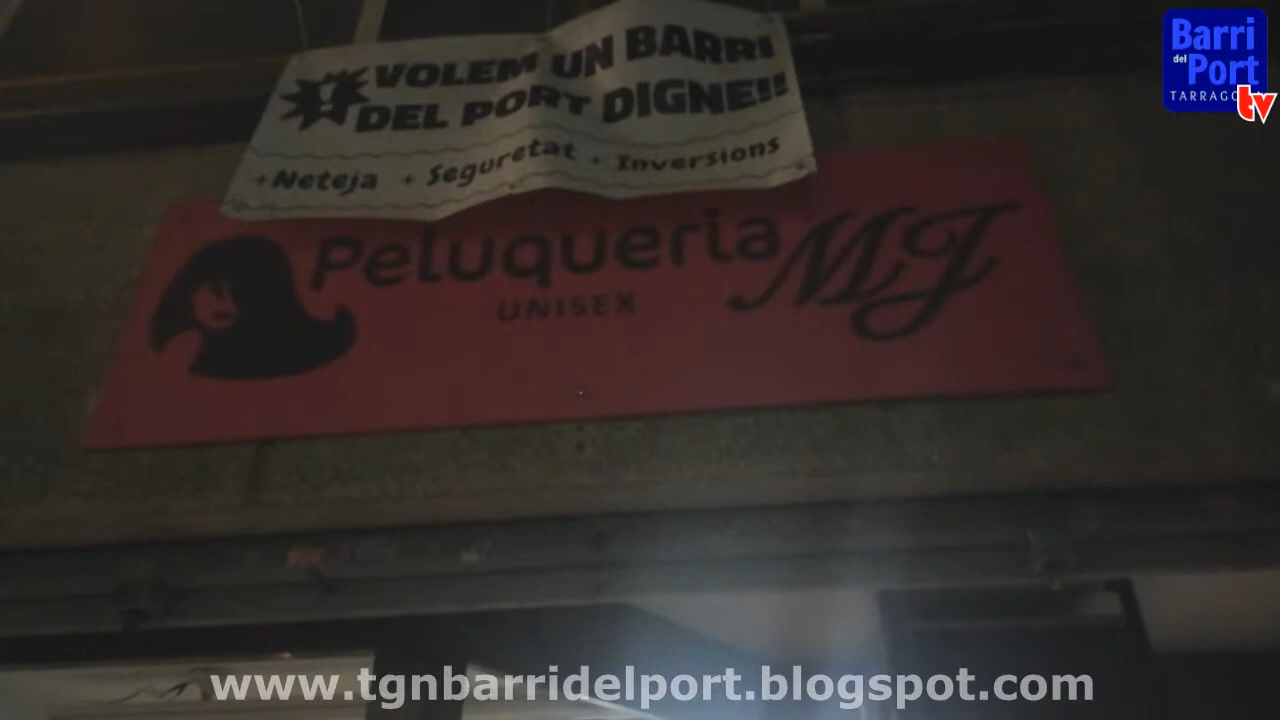 VOLEM UN BARRI
DEL PORT DIGNE!!
+Neteja + Seguretat + Inversions
Peluqueria MJ
UNISEX
Barri
del Port
TARRAGONA
tv
www.tgnbarridelport.blogspot.com